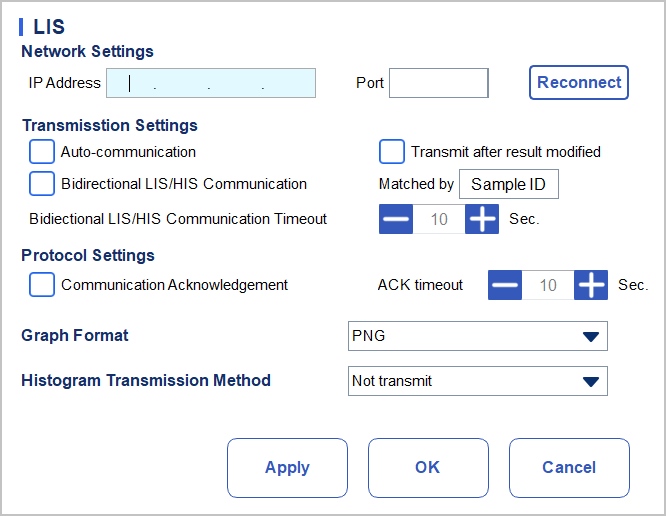 LIS
Network Settings
IP Address . . . Port Reconnect
Transmisstion Settings
Auto-communication Transmit after result modified
Bidirectional LIS/HIS Communication Matched by Sample ID
Bidiectional LIS/HIS Communication Timeout 10 Sec.
Protocol Settings
Communication Acknowledgement ACK timeout 10 Sec.
Graph Format PNG
Histogram Transmission Method Not transmit
Apply OK Cancel